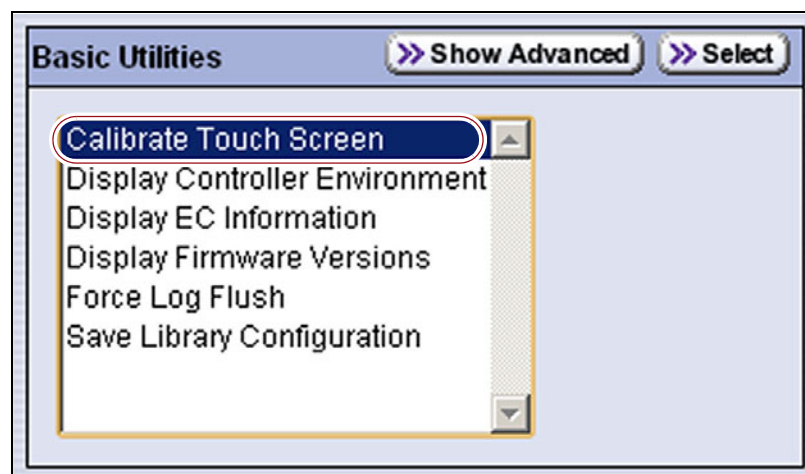 Basic Utilities
>> Show Advanced
>> Select
Calibrate Touch Screen
Display Controller Environment
Display EC Information
Display Firmware Versions
Force Log Flush
Save Library Configuration